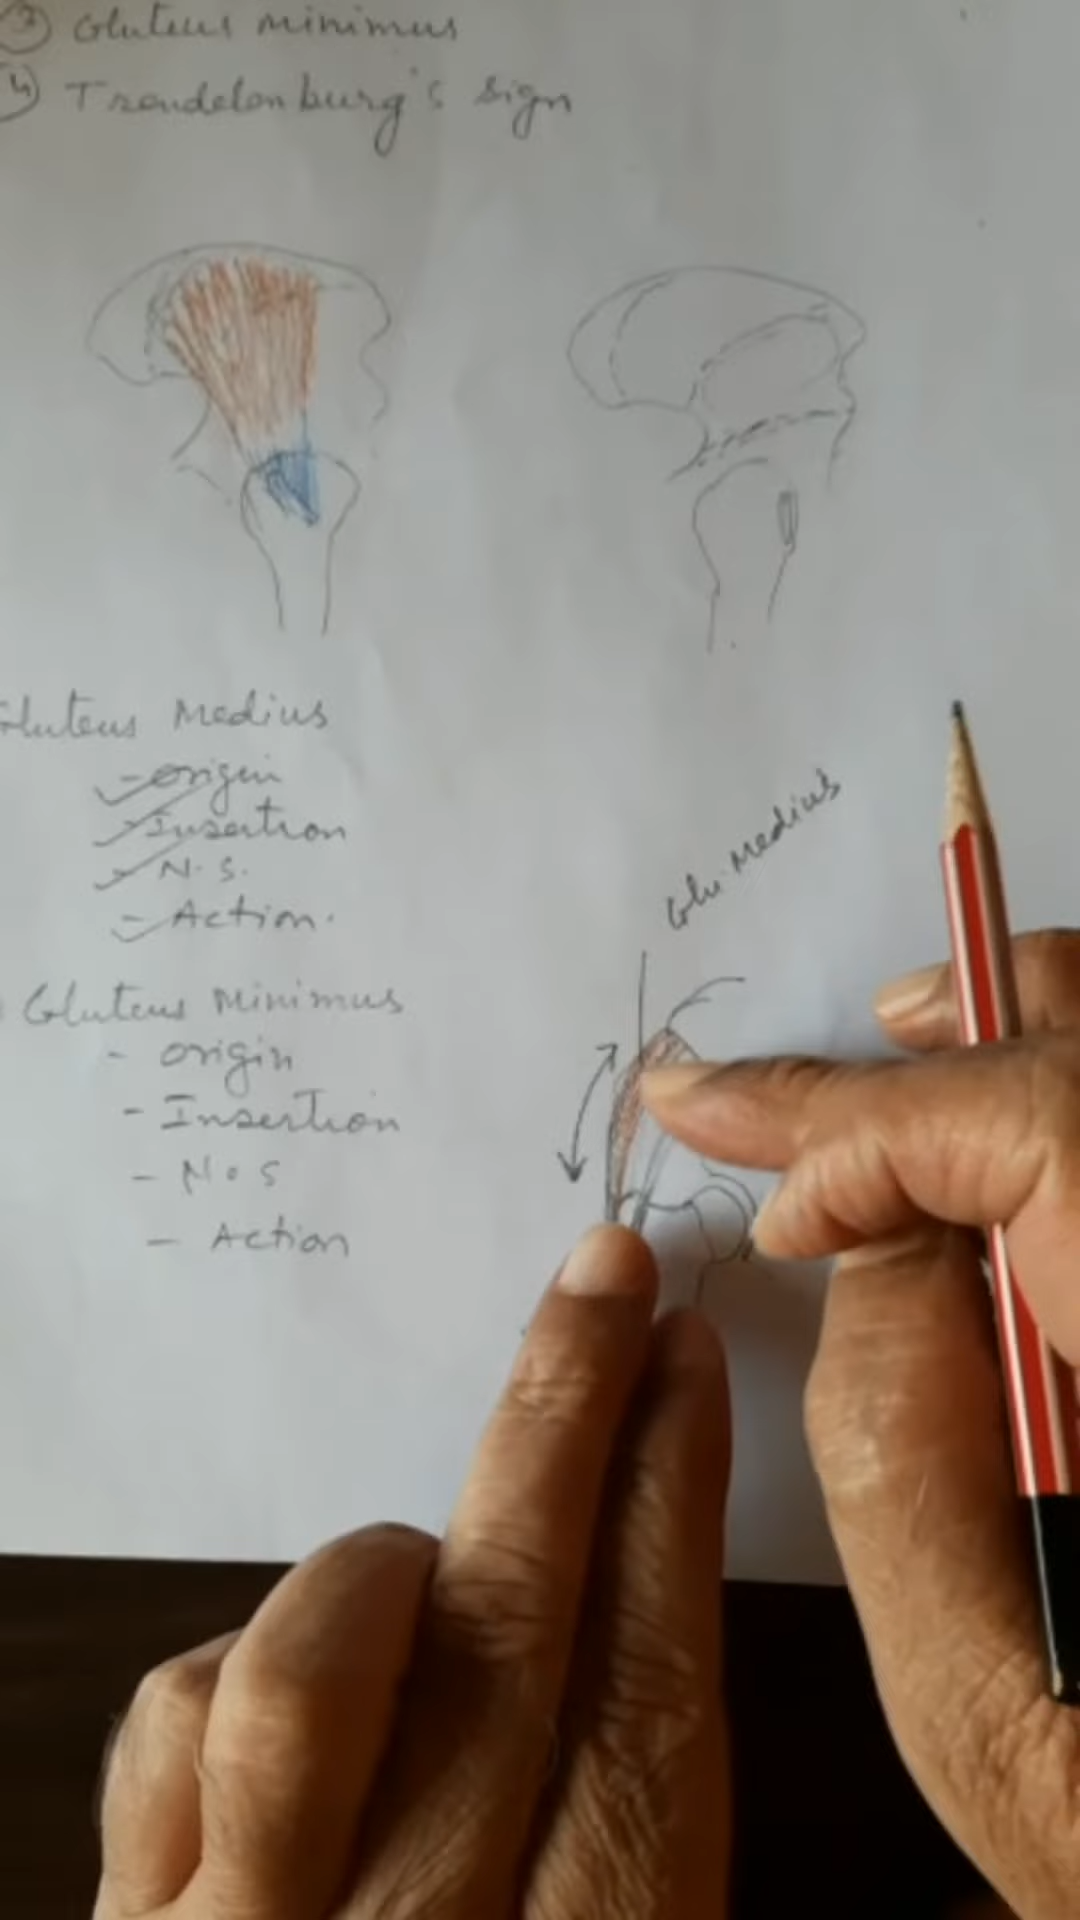 ③ Gluteus minimus
④ Trendelenburg's sign
Gluteus Medius
- origin
- Insertion
- N.S.
- Action.
Gluteus Minimus
- origin
- Insertion
- N.S
- Action
Glu. Medius